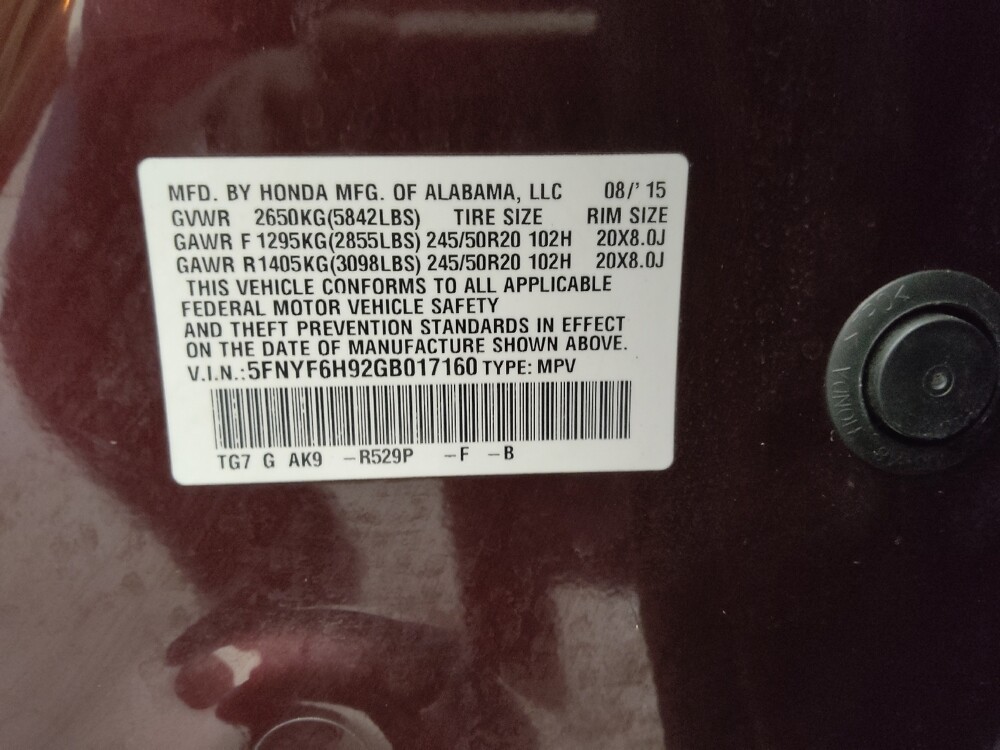 MFD. BY HONDA MFG. OF ALABAMA, LLC 08/' 15
GVWR 2650KG(5842LBS) TIRE SIZE RIM SIZE
GAWR F 1295KG(2855LBS) 245/50R20 102H 20X8.0J
GAWR R1405KG(3098LBS) 245/50R20 102H 20X8.0J
THIS VEHICLE CONFORMS TO ALL APPLICABLE
FEDERAL MOTOR VEHICLE SAFETY
AND THEFT PREVENTION STANDARDS IN EFFECT
ON THE DATE OF MANUFACTURE SHOWN ABOVE.
V.I.N.:5FNYF6H92GB017160 TYPE: MPV
TG7 G AK9 -R529P -F -B